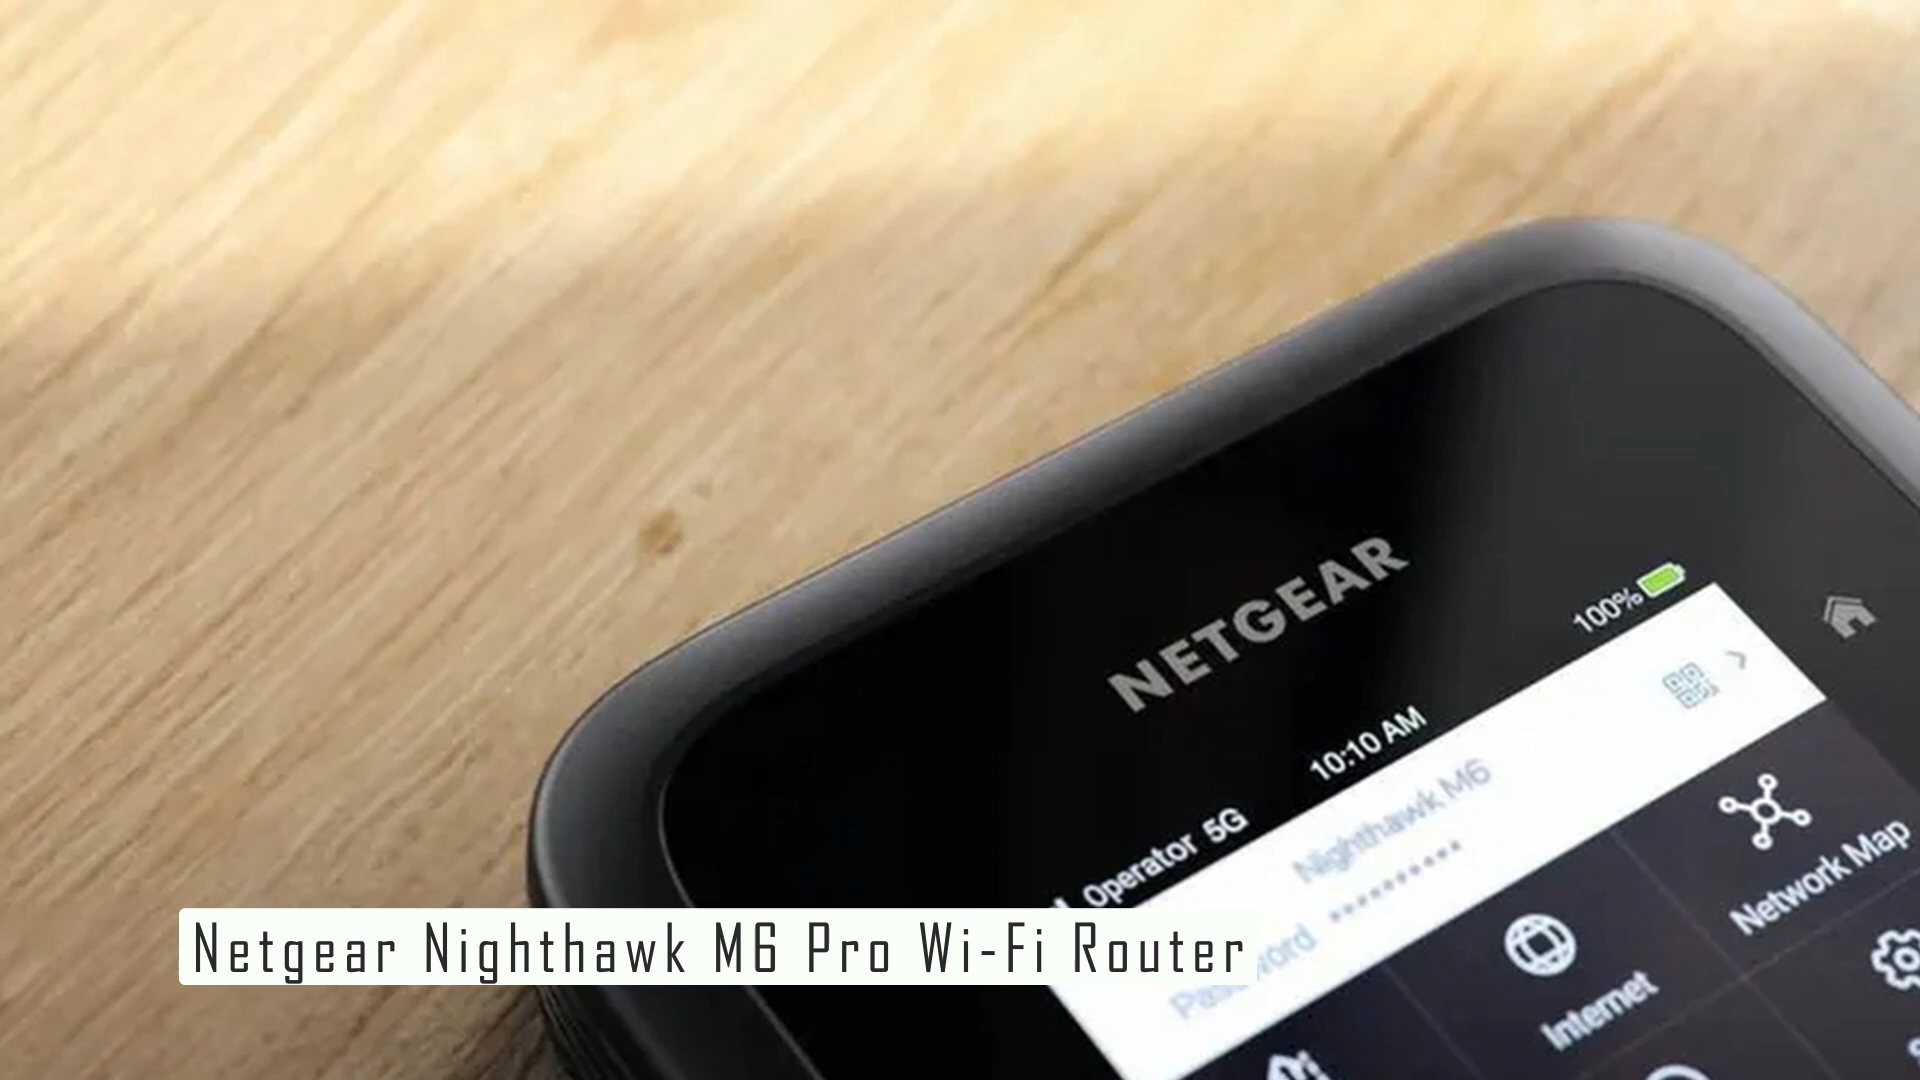 NETGEAR
100%
10:10 AM
Operator 5G
Nighthawk M6
Password
Network Map
Internet
Netgear Nighthawk M6 Pro Wi-Fi Router